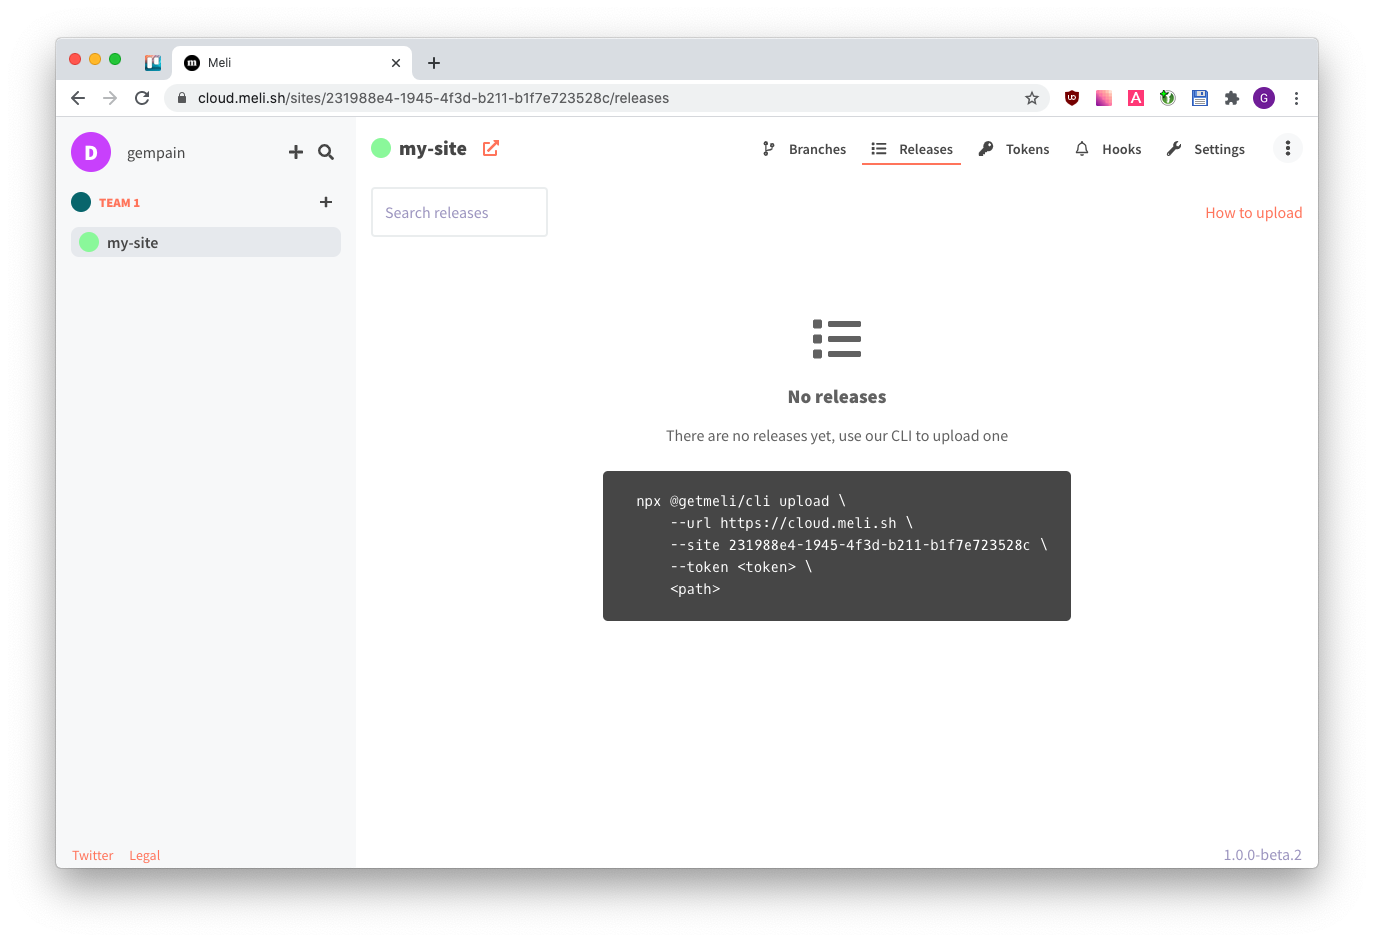 Meli
cloud.meli.sh/sites/231988e4-1945-4f3d-b211-b1f7e723528c/releases
UD
A
G
D
gempain
my-site
Branches
Releases
Tokens
Hooks
Settings
TEAM 1
Search releases
How to upload
my-site
No releases
There are no releases yet, use our CLI to upload one
npx @getmeli/cli upload \
--url https://cloud.meli.sh \
--site 231988e4-1945-4f3d-b211-b1f7e723528c \
--token <token> \
<path>
Twitter
Legal
1.0.0-beta.2